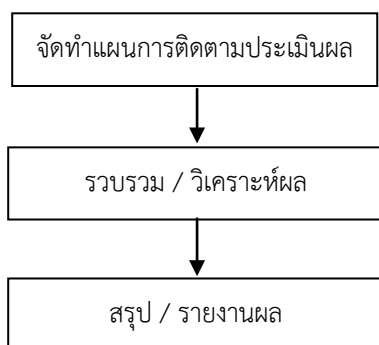 จัดทำแผนการติดตามประเมินผล
รวบรวม / วิเคราะห์ผล
สรุป / รายงานผล